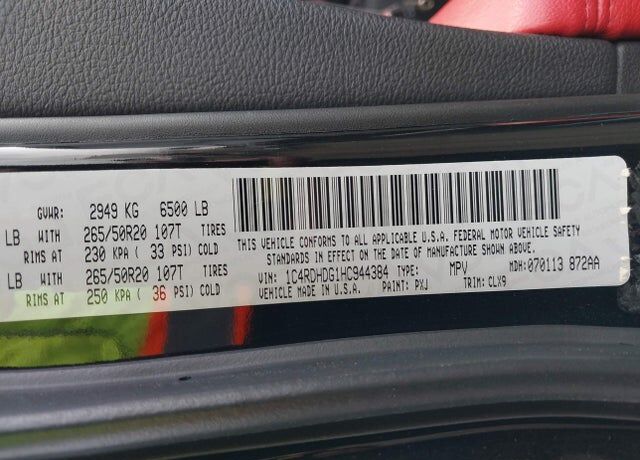 GVWR: 2949 KG 6500 LB
LB WITH 265/50R20 107T TIRES
RIMS AT 230 KPA ( 33 PSI) COLD
LB WITH 265/50R20 107T TIRES
RIMS AT 250 KPA ( 36 PSI) COLD
THIS VEHICLE CONFORMS TO ALL APPLICABLE U.S.A. FEDERAL MOTOR VEHICLE SAFETY
STANDARDS IN EFFECT ON THE DATE OF MANUFACTURE SHOWN ABOVE.
VIN: 1C4RDHDG1HC944384 TYPE: MPV MDH: 070113 872AA
VEHICLE MADE IN U.S.A. PAINT: PXJ TRIM: CLX9